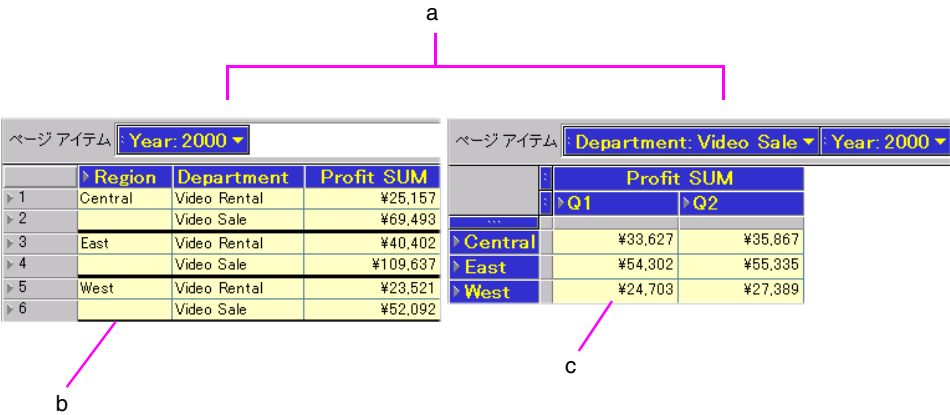 a
ページ アイテム Year: 2000
Region Department Profit SUM
1 Central Video Rental ¥25,157
2 Video Sale ¥69,493
3 East Video Rental ¥40,402
4 Video Sale ¥109,637
5 West Video Rental ¥23,521
6 Video Sale ¥52,092
ページ アイテム Department: Video Sale Year: 2000
Profit SUM
Q1 Q2
Central ¥33,627 ¥35,867
East ¥54,302 ¥55,335
West ¥24,703 ¥27,389
c
b